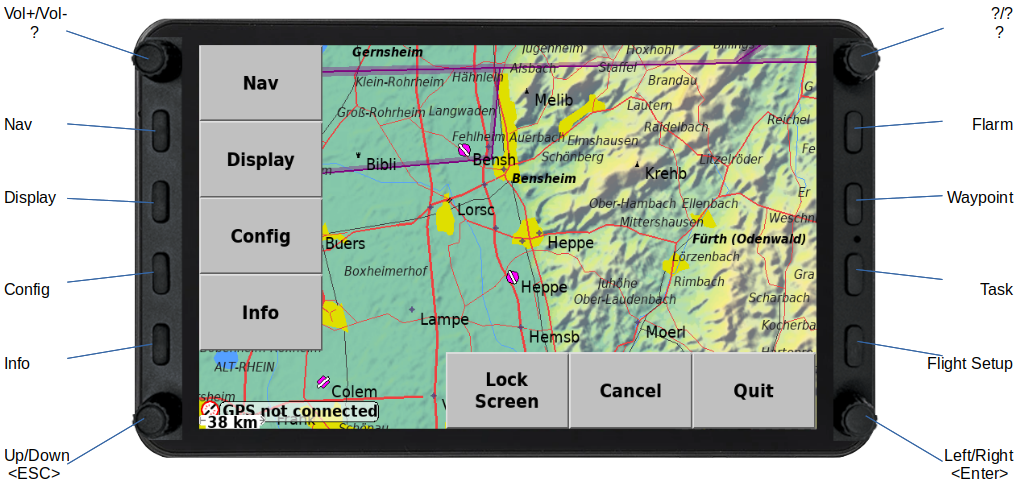 Vol+/Vol-
?
?/?
?
Nav
Display
Config
Info
Up/Down
<ESC>
Flarm
Waypoint
Task
Flight Setup
Left/Right
<Enter>
Nav
Display
Config
Info
Lock
Screen
Cancel
Quit
GPS not connected
38 km
Gernsheim
Jugenheim
Hoxhohl
Alsbach
Staffel
Klein-Rohrheim
Hähnlein
Brandau
Melib
Groß-Rohrheim
Langwaden
Lautern
Raidelbach
Reichel
Fehlheim
Auerbach
Elmshausen
Schönberg
Bibli
Bensh
Litzelröder
Fe
G
Krehb
Bensheim
Er
Lorsc
Ober-Hambach
Ellenbach
Mittershausen
Weschn
Buers
Heppe
Fürth (Odenwald)
Lörzenbach
Boxheimerhof
Heppe
Juhöhe
Rimbach
Gra
Ober-Laudenbach
Scharbach
Lampe
Hemsb
Moerl
Kocherba
ALT-RHEIN
Colem
rsheim
Frank
Schönau